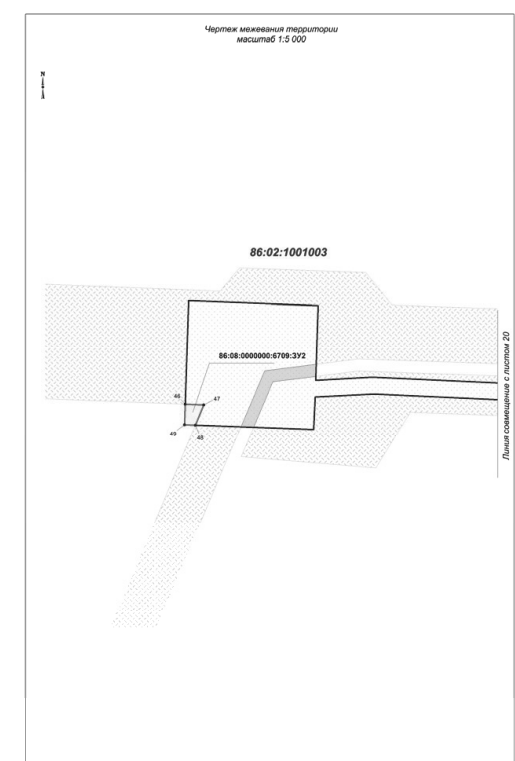 Чертеж межевания территории
масштаб 1:5 000
N
86:02:1001003
86:08:0000000:6709:ЗУ2
46
47
49
48
Линия совмещение с листом 20